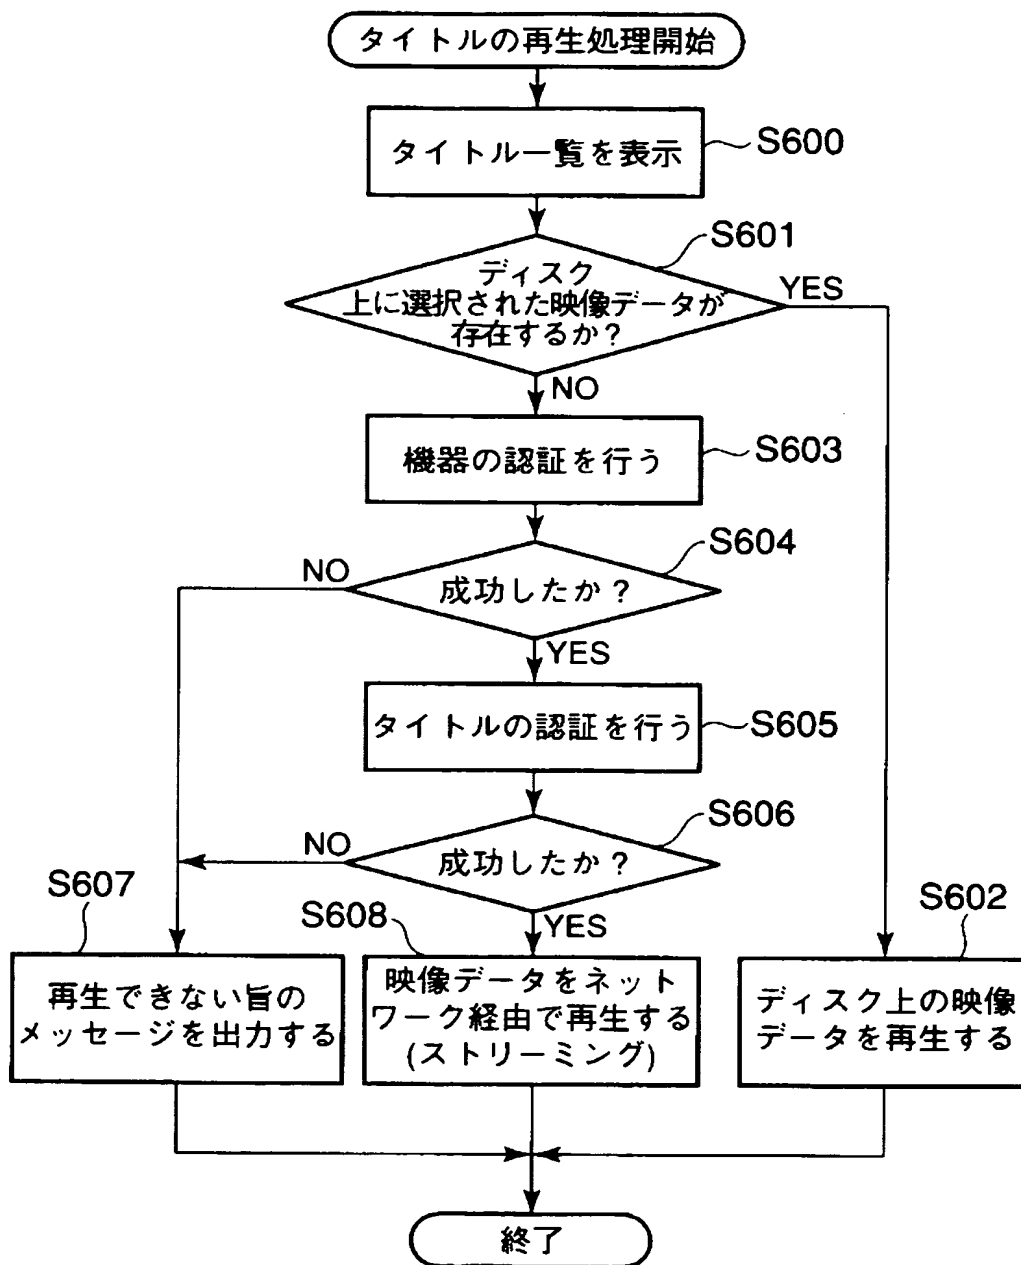 タイトルの再生処理開始
タイトル一覧を表示
S600
S601
ディスク
上に選択された映像データが
存在するか?
YES
NO
機器の認証を行う
S603
S604
NO
成功したか?
YES
タイトルの認証を行う
S605
S606
NO
成功したか?
YES
S607
S608
S602
再生できない旨の
メッセージを出力する
映像データをネット
ワーク経由で再生する
(ストリーミング)
ディスク上の映像
データを再生する
終了